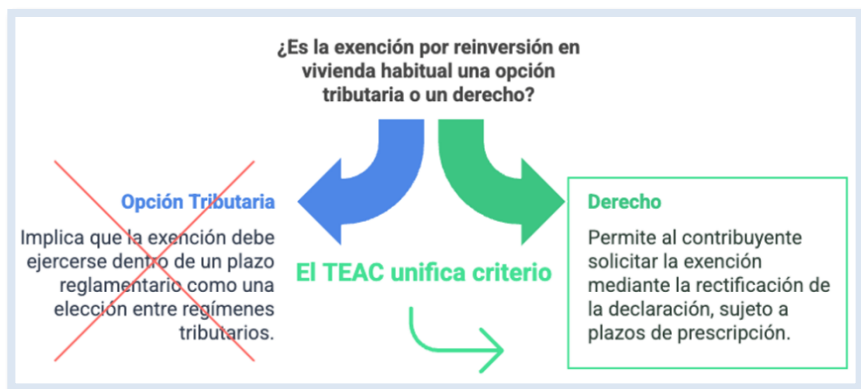 ¿Es la exención por reinversión en
vivienda habitual una opción
tributaria o un derecho?
Opción Tributaria
Implica que la exención debe
ejercerse dentro de un plazo
reglamentario como una
elección entre regímenes
tributarios.
El TEAC unifica criterio
Derecho
Permite al contribuyente
solicitar la exención
mediante la rectificación de
la declaración, sujeto a
plazos de prescripción.